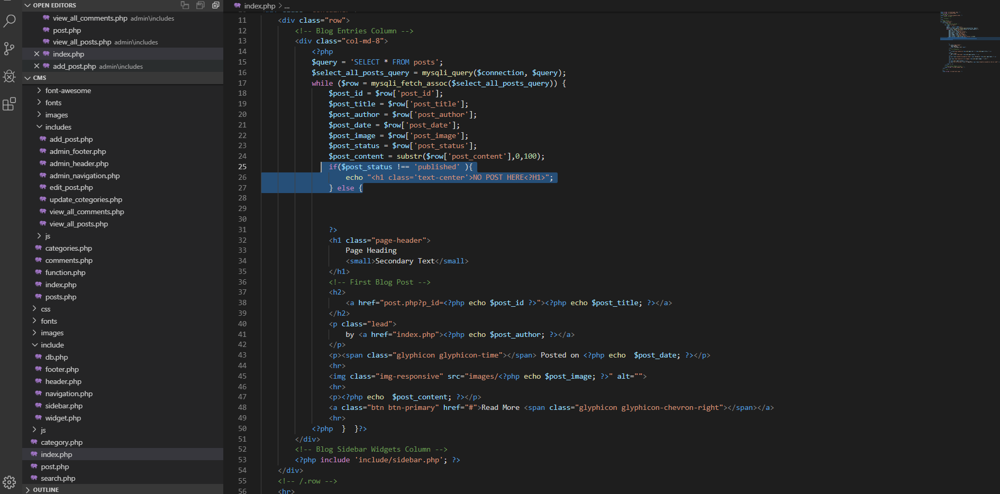 OPEN EDITORS
view_all_comments.php admin\includes
post.php
view_all_posts.php admin\includes
index.php
add_post.php admin\includes
CMS
font-awesome
fonts
images
includes
add_post.php
admin_footer.php
admin_header.php
admin_navigation.php
edit_post.php
update_cotegories.php
view_all_comments.php
view_all_posts.php
js
categories.php
comments.php
function.php
index.php
posts.php
css
fonts
images
include
db.php
footer.php
header.php
navigation.php
sidebar.php
widget.php
js
category.php
index.php
post.php
search.php
OUTLINE
index.php > ...
11 <div class="row">
12 <!-- Blog Entries Column -->
13 <div class="col-md-8">
14 <?php
15 $query = 'SELECT * FROM posts';
16 $select_all_posts_query = mysqli_query($connection, $query);
17 while ($row = mysqli_fetch_assoc($select_all_posts_query)) {
18 $post_id = $row['post_id'];
19 $post_title = $row['post_title'];
20 $post_author = $row['post_author'];
21 $post_date = $row['post_date'];
22 $post_image = $row['post_image'];
23 $post_status = $row['post_status'];
24 $post_content = substr($row['post_content'],0,100);
25 if($post_status !== 'published' ){
26 echo "<h1 class='text-center'>NO POST HERE<?H1>";
27 } else {
28
29
30
31 ?>
32 <h1 class="page-header">
33 Page Heading
34 <small>Secondary Text</small>
35 </h1>
36 <!-- First Blog Post -->
37 <h2>
38 <a href="post.php?p_id=<?php echo $post_id ?>"><?php echo $post_title; ?></a>
39 </h2>
40 <p class="lead">
41 by <a href="index.php"><?php echo $post_author; ?></a>
42 </p>
43 <p><span class="glyphicon glyphicon-time"></span> Posted on <?php echo  $post_date; ?></p>
44 <hr>
45 <img class="img-responsive" src="images/<?php echo $post_image; ?>" alt="">
46 <hr>
47 <p><?php echo  $post_content; ?></p>
48 <a class="btn btn-primary" href="#">Read More <span class="glyphicon glyphicon-chevron-right"></span></a>
49 <hr>
50 <?php  }  }?>
51 </div>
52 <!-- Blog Sidebar Widgets Column -->
53 <?php include 'include/sidebar.php'; ?>
54 </div>
55 <!-- /.row -->
56 <hr>